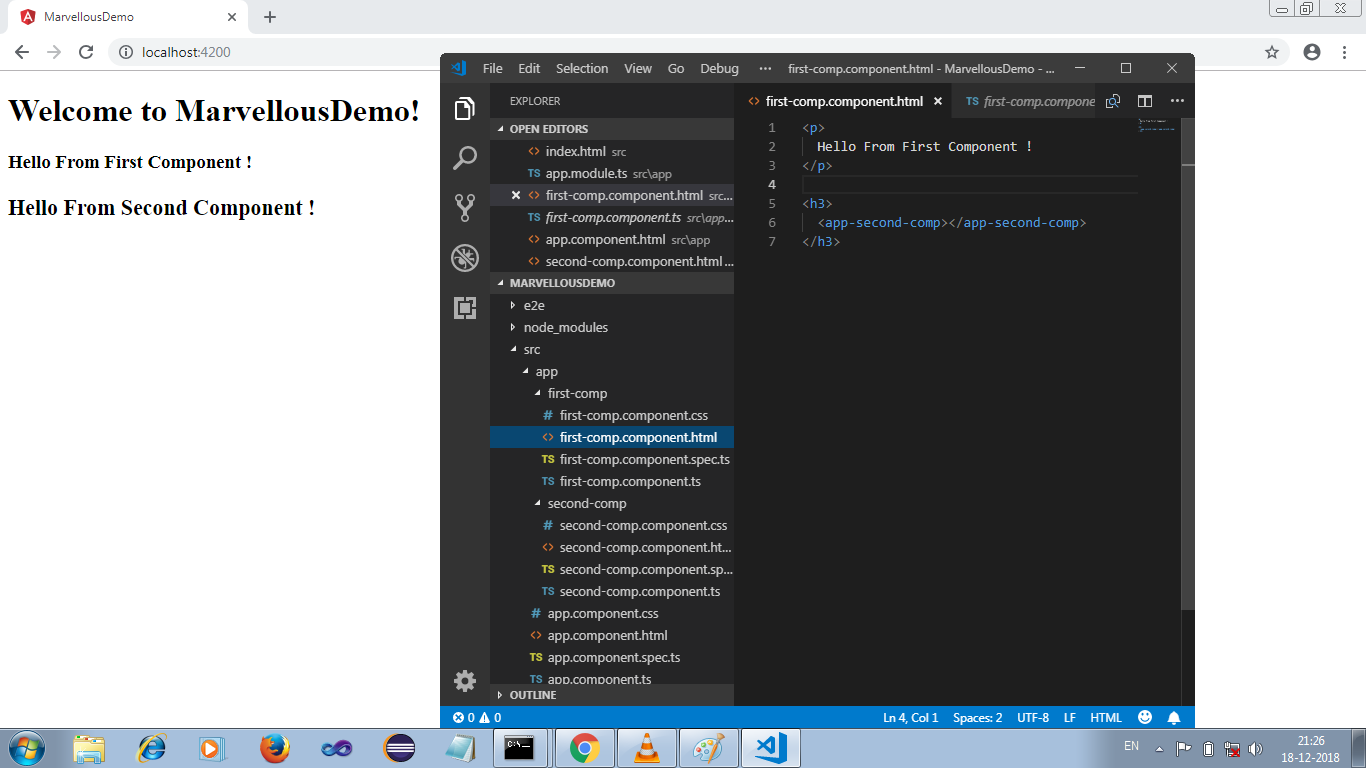 MarvellousDemo
localhost:4200
Welcome to MarvellousDemo!
Hello From First Component !
Hello From Second Component !
File Edit Selection View Go Debug ··· first-comp.component.html - MarvellousDemo - ...
EXPLORER
OPEN EDITORS
<> index.html src
TS app.module.ts src\app
<> first-comp.component.html src...
TS first-comp.component.ts src\app...
<> app.component.html src\app
<> second-comp.component.html ...
MARVELLOUSDEMO
e2e
node_modules
src
app
first-comp
# first-comp.component.css
<> first-comp.component.html
TS first-comp.component.spec.ts
TS first-comp.component.ts
second-comp
# second-comp.component.css
<> second-comp.component.ht...
TS second-comp.component.sp...
TS second-comp.component.ts
# app.component.css
<> app.component.html
TS app.component.spec.ts
TS app.component.ts
OUTLINE
<> first-comp.component.html TS first-comp.compone
1 <p>
2 Hello From First Component !
3 </p>
4
5 <h3>
6 <app-second-comp></app-second-comp>
7 </h3>
0 0 Ln 4, Col 1 Spaces: 2 UTF-8 LF HTML
C:\_
EN
21:26
18-12-2018